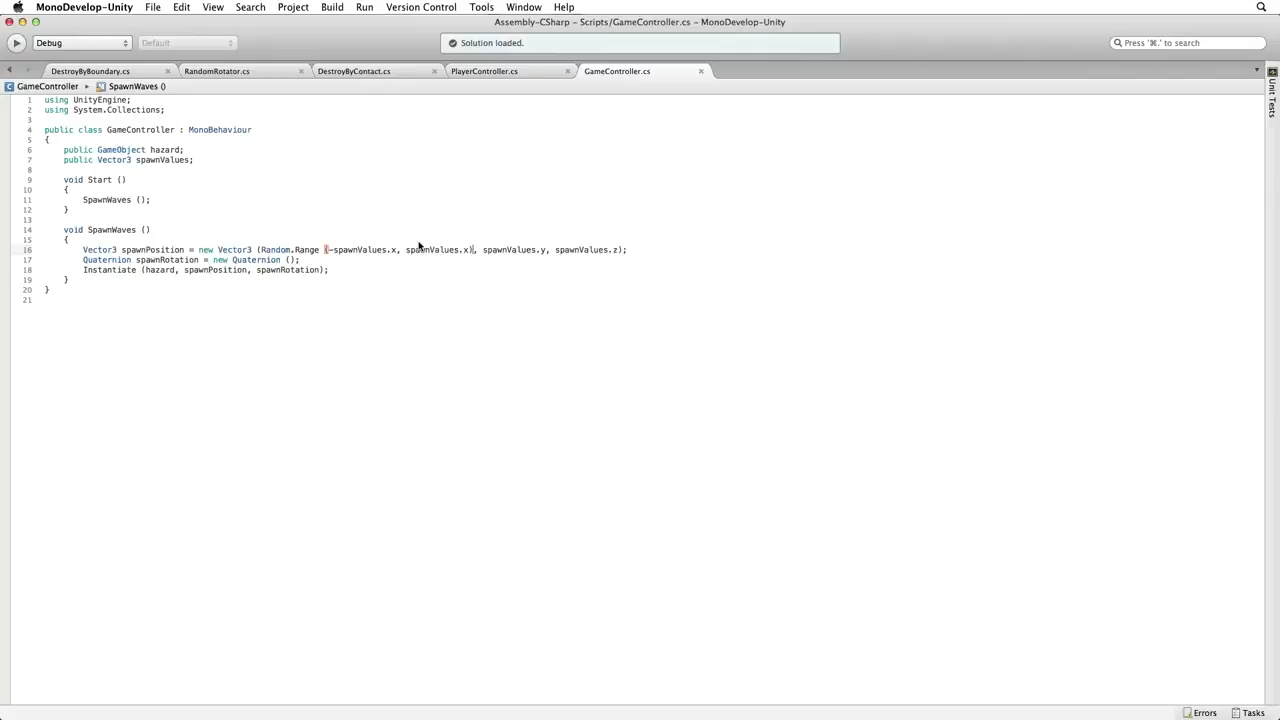 MonoDevelop-Unity File Edit View Search Project Build Run Version Control Tools Window Help
Assembly-CSharp – Scripts/GameController.cs – MonoDevelop-Unity
Debug Default Solution loaded. Press '⌘.' to search
DestroyByBoundary.cs RandomRotator.cs DestroyByContact.cs PlayerController.cs GameController.cs
GameController SpawnWaves ()
Unit Tests
1 using UnityEngine;
2 using System.Collections;
3
4 public class GameController : MonoBehaviour
5 {
6 public GameObject hazard;
7 public Vector3 spawnValues;
8
9 void Start ()
10 {
11 SpawnWaves ();
12 }
13
14 void SpawnWaves ()
15 {
16 Vector3 spawnPosition = new Vector3 (Random.Range (-spawnValues.x, spawnValues.x), spawnValues.y, spawnValues.z);
17 Quaternion spawnRotation = new Quaternion ();
18 Instantiate (hazard, spawnPosition, spawnRotation);
19 }
20 }
21
Errors Tasks